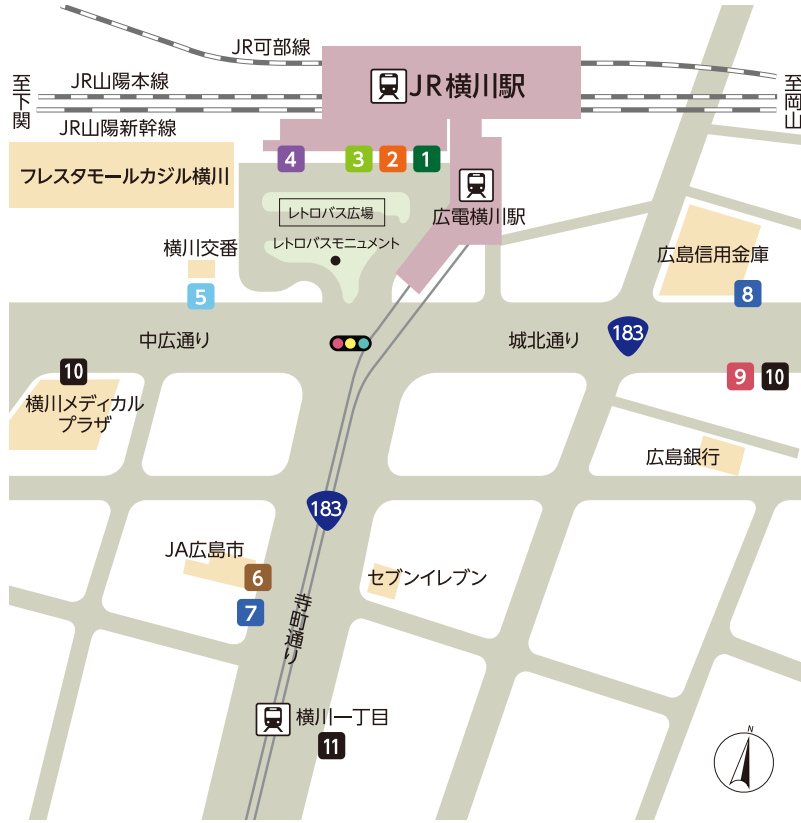 JR可部線
JR山陽本線
JR山陽新幹線
至下関
JR横川駅
至岡山
フレスタモールカジル横川
4
3
2
1
レトロバス広場
広電横川駅
レトロバスモニュメント
横川交番
5
広島信用金庫
8
中広通り
城北通り
183
10
横川メディカル
プラザ
9
10
広島銀行
183
JA広島市
6
7
セブンイレブン
寺町通り
横川一丁目
11
N